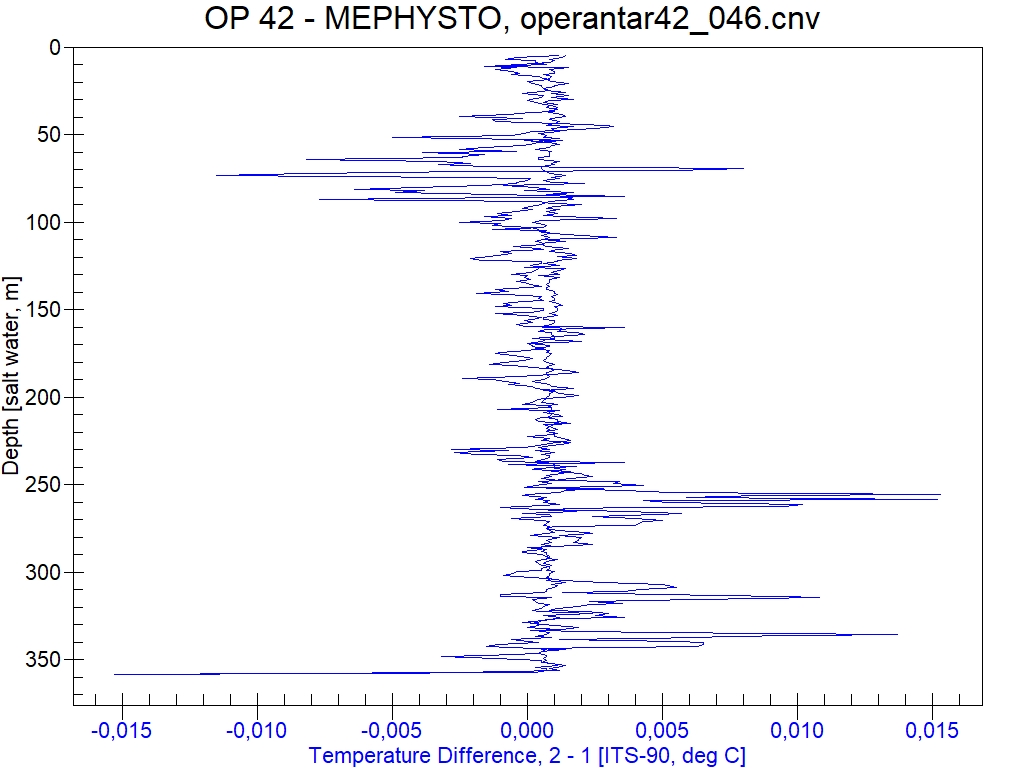 OP 42 - MEPHYSTO, operantar42_046.cnv
0
50
100
150
200
250
300
350
Depth [salt water, m]
-0,015 -0,010 -0,005 0,000 0,005 0,010 0,015
Temperature Difference, 2 - 1 [ITS-90, deg C]